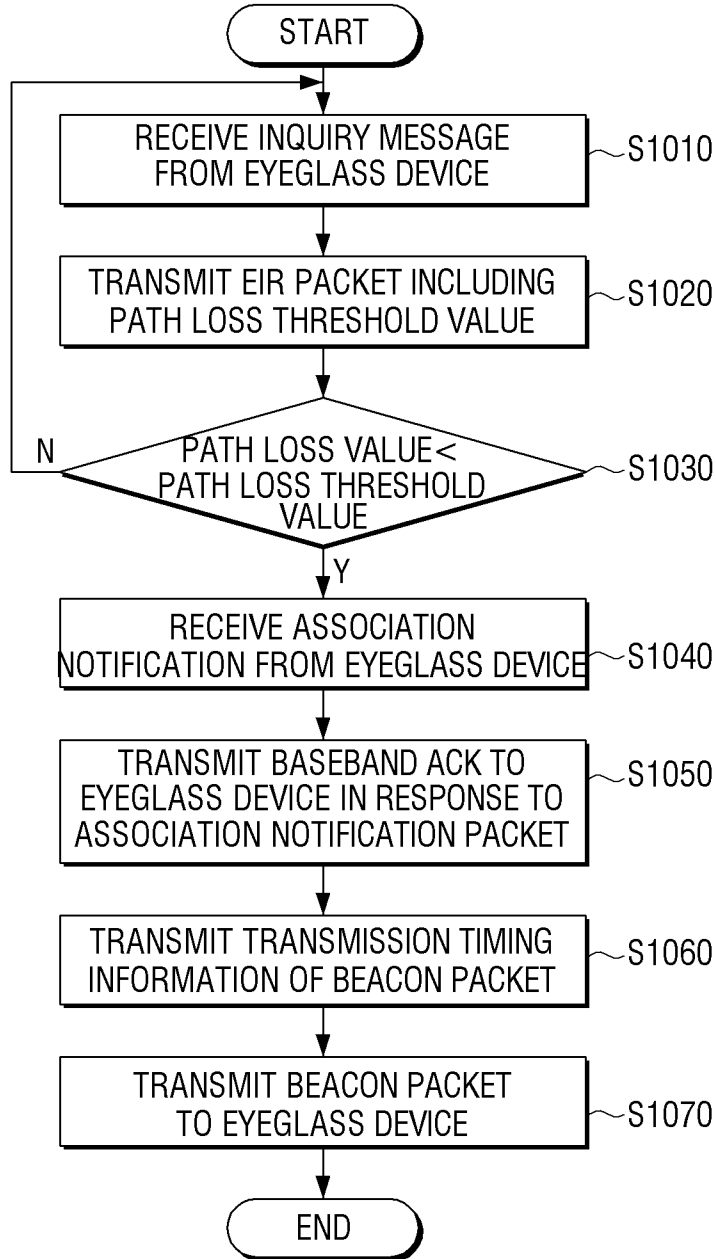 START
RECEIVE INQUIRY MESSAGE
FROM EYEGLASS DEVICE
S1010
TRANSMIT EIR PACKET INCLUDING
PATH LOSS THRESHOLD VALUE
S1020
N
PATH LOSS VALUE<
PATH LOSS THRESHOLD
VALUE
S1030
Y
RECEIVE ASSOCIATION
NOTIFICATION FROM EYEGLASS DEVICE
S1040
TRANSMIT BASEBAND ACK TO
EYEGLASS DEVICE IN RESPONSE TO
ASSOCIATION NOTIFICATION PACKET
S1050
TRANSMIT TRANSMISSION TIMING
INFORMATION OF BEACON PACKET
S1060
TRANSMIT BEACON PACKET
TO EYEGLASS DEVICE
S1070
END